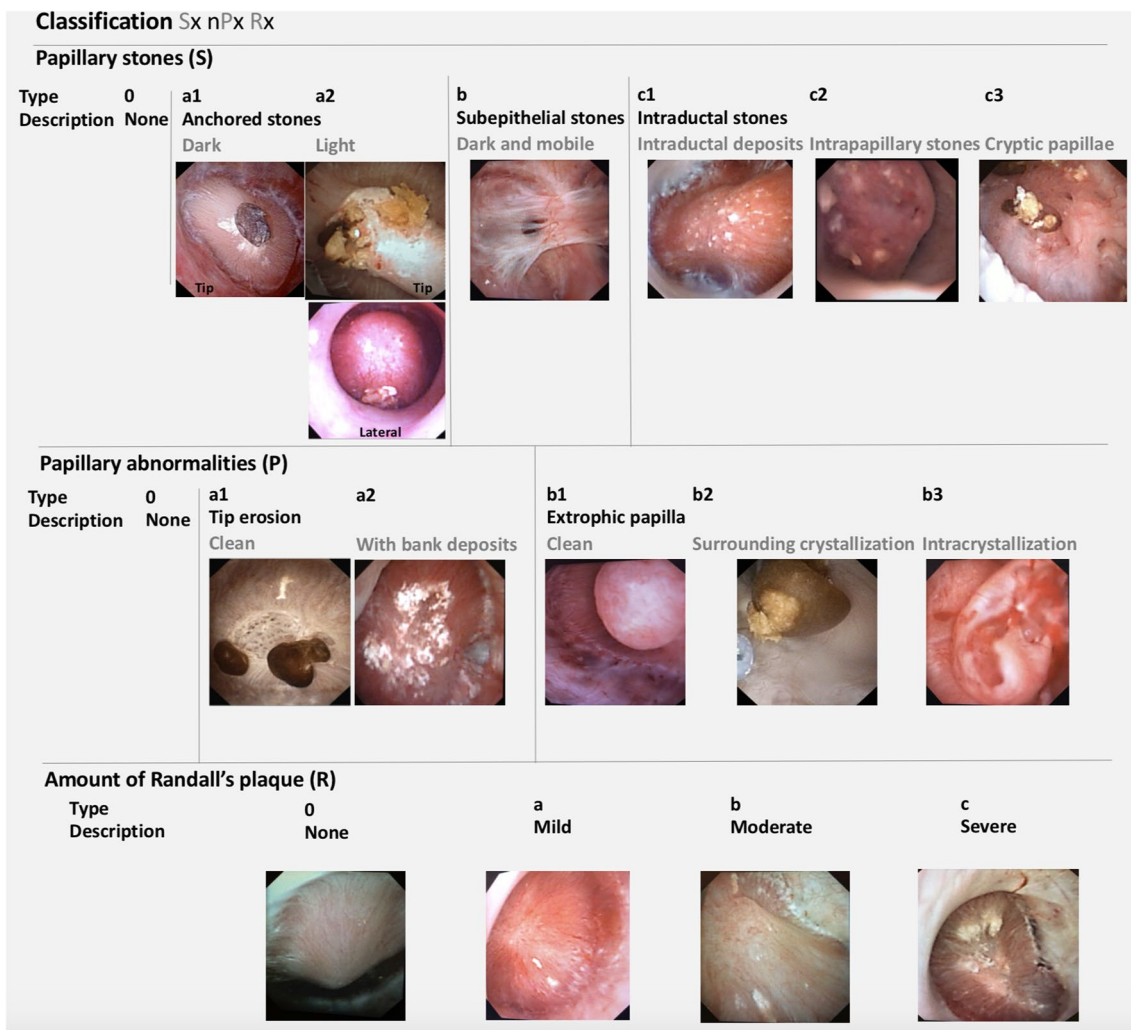 Classification Sx nPx Rx
Papillary stones (S)
Type 0 a1 a2 b c1 c2 c3
Description None Anchored stones Subepithelial stones Intraductal stones
Dark Light Dark and mobile Intraductal deposits Intrapapillary stones Cryptic papillae
Tip Tip
Lateral
Papillary abnormalities (P)
Type 0 a1 a2 b1 b2 b3
Description None Tip erosion Extrophic papilla
Clean With bank deposits Clean Surrounding crystallization Intracrystallization
Amount of Randall's plaque (R)
Type 0 a b c
Description None Mild Moderate Severe